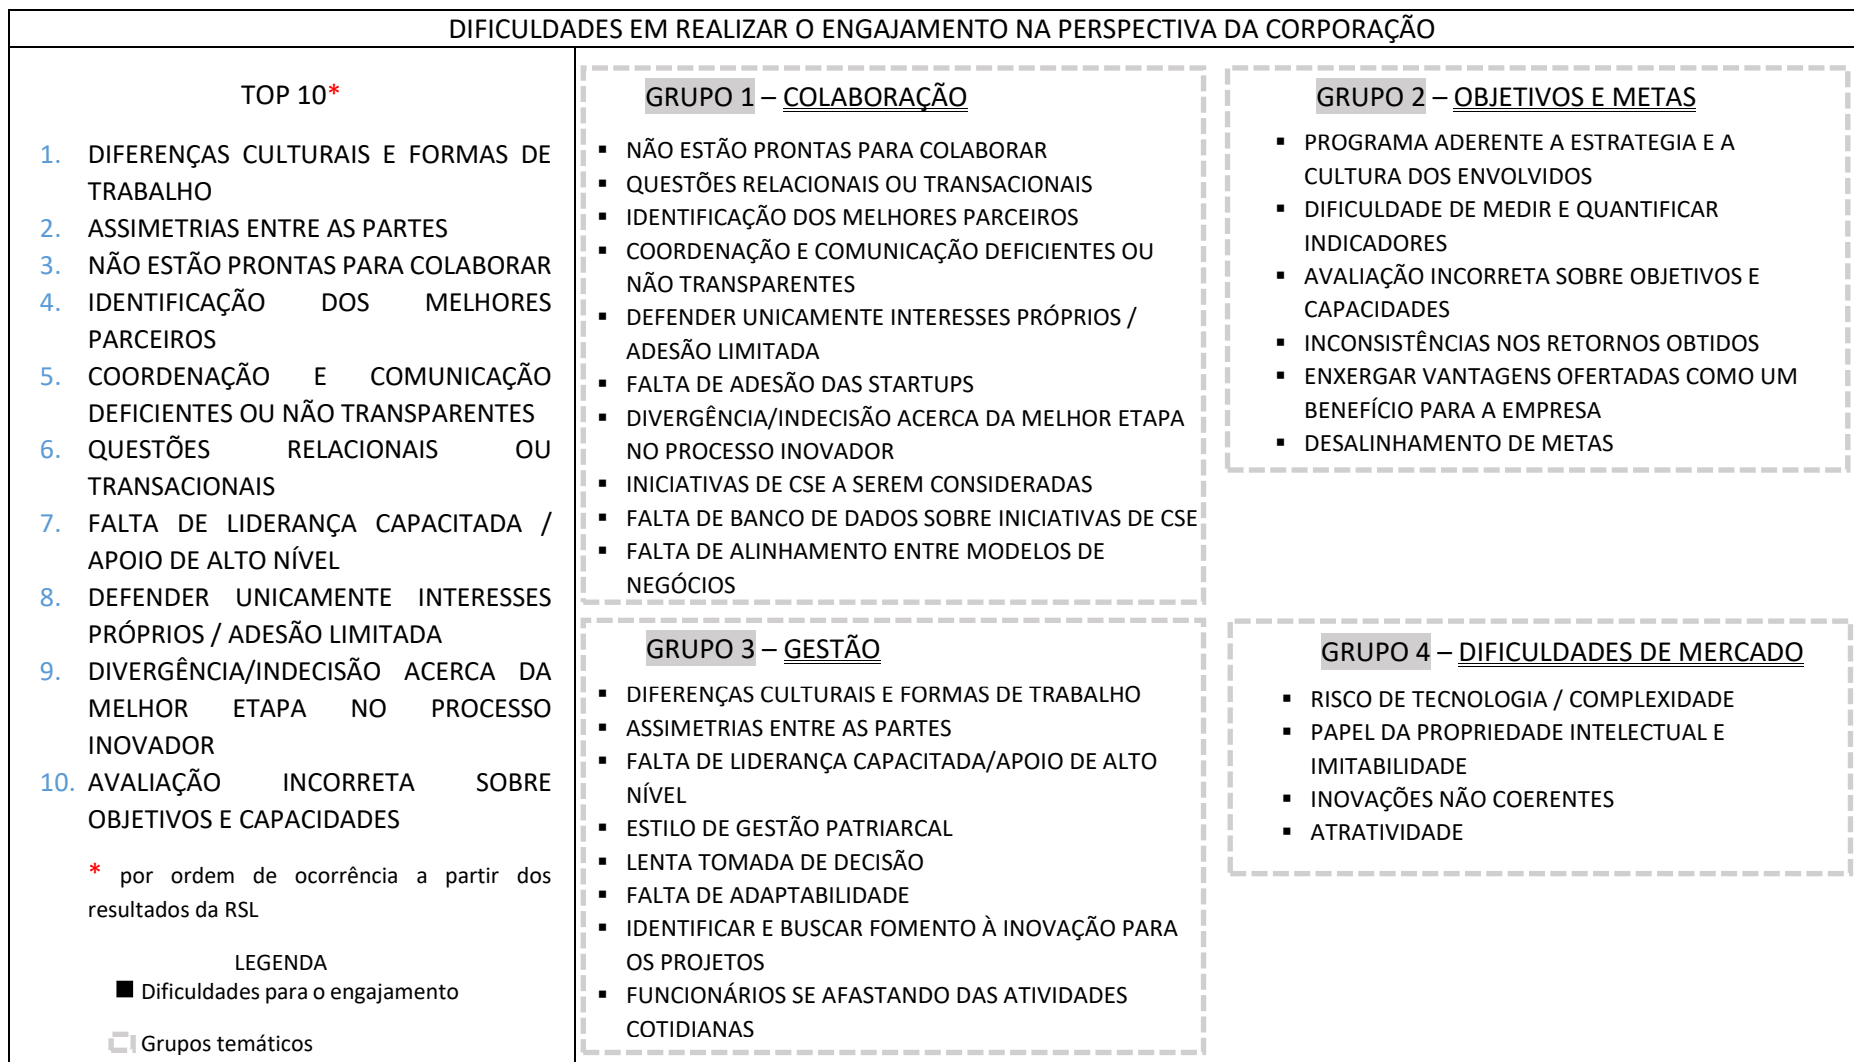 DIFICULDADES EM REALIZAR O ENGAJAMENTO NA PERSPECTIVA DA CORPORAÇÃO
TOP 10*
1. DIFERENÇAS CULTURAIS E FORMAS DE
TRABALHO
2. ASSIMETRIAS ENTRE AS PARTES
3. NÃO ESTÃO PRONTAS PARA COLABORAR
4. IDENTIFICAÇÃO DOS MELHORES
PARCEIROS
5. COORDENAÇÃO E COMUNICAÇÃO
DEFICIENTES OU NÃO TRANSPARENTES
6. QUESTÕES RELACIONAIS OU
TRANSACIONAIS
7. FALTA DE LIDERANÇA CAPACITADA /
APOIO DE ALTO NÍVEL
8. DEFENDER UNICAMENTE INTERESSES
PRÓPRIOS / ADESÃO LIMITADA
9. DIVERGÊNCIA/INDECISÃO ACERCA DA
MELHOR ETAPA NO PROCESSO
INOVADOR
10. AVALIAÇÃO INCORRETA SOBRE
OBJETIVOS E CAPACIDADES
* por ordem de ocorrência a partir dos
resultados da RSL
LEGENDA
■ Dificuldades para o engajamento
Grupos temáticos
GRUPO 1 – COLABORAÇÃO
▪ NÃO ESTÃO PRONTAS PARA COLABORAR
▪ QUESTÕES RELACIONAIS OU TRANSACIONAIS
▪ IDENTIFICAÇÃO DOS MELHORES PARCEIROS
▪ COORDENAÇÃO E COMUNICAÇÃO DEFICIENTES OU
NÃO TRANSPARENTES
▪ DEFENDER UNICAMENTE INTERESSES PRÓPRIOS /
ADESÃO LIMITADA
▪ FALTA DE ADESÃO DAS STARTUPS
▪ DIVERGÊNCIA/INDECISÃO ACERCA DA MELHOR ETAPA
NO PROCESSO INOVADOR
▪ INICIATIVAS DE CSE A SEREM CONSIDERADAS
▪ FALTA DE BANCO DE DADOS SOBRE INICIATIVAS DE CSE
▪ FALTA DE ALINHAMENTO ENTRE MODELOS DE
NEGÓCIOS
GRUPO 2 – OBJETIVOS E METAS
▪ PROGRAMA ADERENTE A ESTRATEGIA E A
CULTURA DOS ENVOLVIDOS
▪ DIFICULDADE DE MEDIR E QUANTIFICAR
INDICADORES
▪ AVALIAÇÃO INCORRETA SOBRE OBJETIVOS E
CAPACIDADES
▪ INCONSISTÊNCIAS NOS RETORNOS OBTIDOS
▪ ENXERGAR VANTAGENS OFERTADAS COMO UM
BENEFÍCIO PARA A EMPRESA
▪ DESALINHAMENTO DE METAS
GRUPO 3 – GESTÃO
▪ DIFERENÇAS CULTURAIS E FORMAS DE TRABALHO
▪ ASSIMETRIAS ENTRE AS PARTES
▪ FALTA DE LIDERANÇA CAPACITADA/APOIO DE ALTO
NÍVEL
▪ ESTILO DE GESTÃO PATRIARCAL
▪ LENTA TOMADA DE DECISÃO
▪ FALTA DE ADAPTABILIDADE
▪ IDENTIFICAR E BUSCAR FOMENTO À INOVAÇÃO PARA
OS PROJETOS
▪ FUNCIONÁRIOS SE AFASTANDO DAS ATIVIDADES
COTIDIANAS
GRUPO 4 – DIFICULDADES DE MERCADO
▪ RISCO DE TECNOLOGIA / COMPLEXIDADE
▪ PAPEL DA PROPRIEDADE INTELECTUAL E
IMITABILIDADE
▪ INOVAÇÕES NÃO COERENTES
▪ ATRATIVIDADE